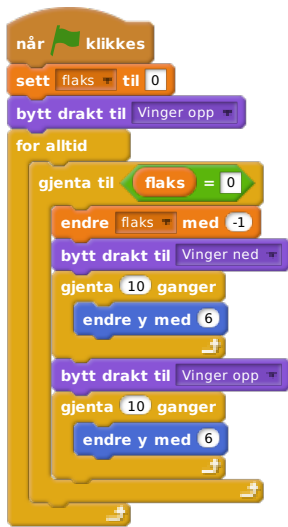 når klikkes
sett flaks til 0
bytt drakt til Vinger opp
for alltid
gjenta til flaks = 0
endre flaks med -1
bytt drakt til Vinger ned
gjenta 10 ganger
endre y med 6
bytt drakt til Vinger opp
gjenta 10 ganger
endre y med 6